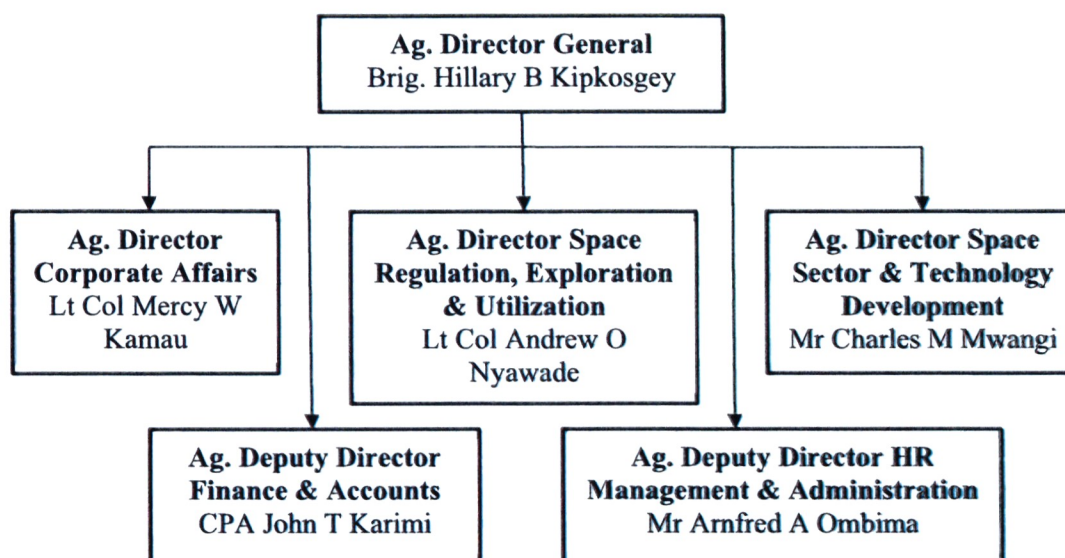 Ag. Director General
Brig. Hillary B Kipkosgey
Ag. Director
Corporate Affairs
Lt Col Mercy W
Kamau
Ag. Director Space
Regulation, Exploration
& Utilization
Lt Col Andrew O
Nyawade
Ag. Director Space
Sector & Technology
Development
Mr Charles M Mwangi
Ag. Deputy Director
Finance & Accounts
CPA John T Karimi
Ag. Deputy Director HR
Management & Administration
Mr Arnfred A Ombima